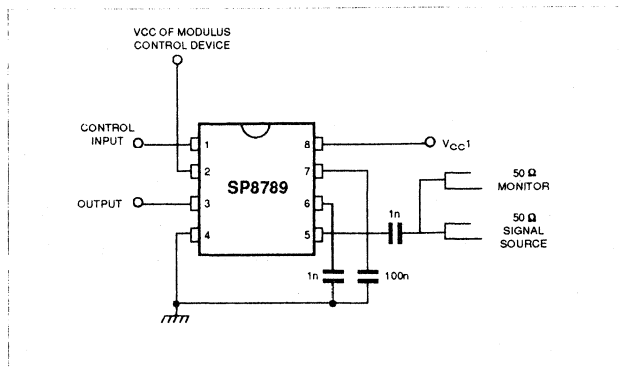 VCC OF MODULUS
CONTROL DEVICE
CONTROL
INPUT
1
8
VCC1
2
7
50 Ω
MONITOR
SP8789
OUTPUT
3
6
1n
50 Ω
SIGNAL
SOURCE
4
5
1n
100n